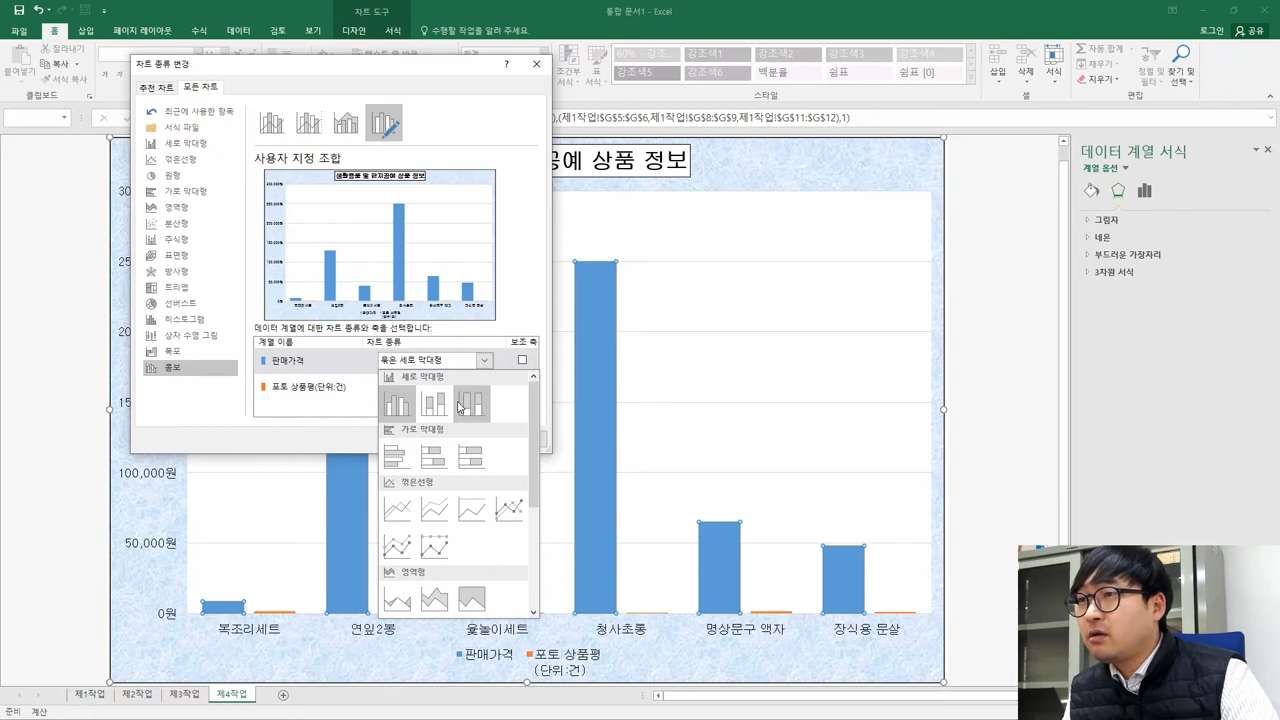 차트 도구
통합 문서1 - Excel
파일 홈 삽입 페이지 레이아웃 수식 데이터 검토 보기 디자인 서식 수행할 작업을 알려 주세요. 로그인 공유
붙여넣기
잘라내기
복사
서식 복사
클립보드
조건부 서식
표 서식
60% - 강조... 강조색1 강조색2 강조색3 강조색4
강조색5 강조색6 백분율 쉼표 쉼표 [0]
스타일
삽입 삭제 서식
셀
자동 합계
채우기
지우기
정렬 및 필터
찾기 및 선택
편집
),(제1작업!$G$5:$G$6,제1작업!$G$8:$G$9,제1작업!$G$11:$G$12),1)
차트 종류 변경
추천 차트 모든 차트
최근에 사용한 항목
서식 파일
세로 막대형
꺾은선형
원형
가로 막대형
영역형
분산형
주식형
표면형
방사형
트리맵
선버스트
히스토그램
상자 수염 그림
폭포
콤보
사용자 지정 조합
데이터 계열에 대한 차트 종류와 축을 선택합니다:
계열 이름 차트 종류 보조 축
판매가격 묶은 세로 막대형
포토 상품평(단위:건)
세로 막대형
가로 막대형
꺾은선형
영역형
공예 상품 정보
100,000원
50,000원
0원
복조리세트 연잎2롱 윷놀이세트 청사초롱 명상문구 액자 장식용 문살
판매가격 포토 상품평
(단위:건)
데이터 계열 서식
계열 옵션
그림자
네온
부드러운 가장자리
3차원 서식
제1작업 제2작업 제3작업 제4작업
준비 계산